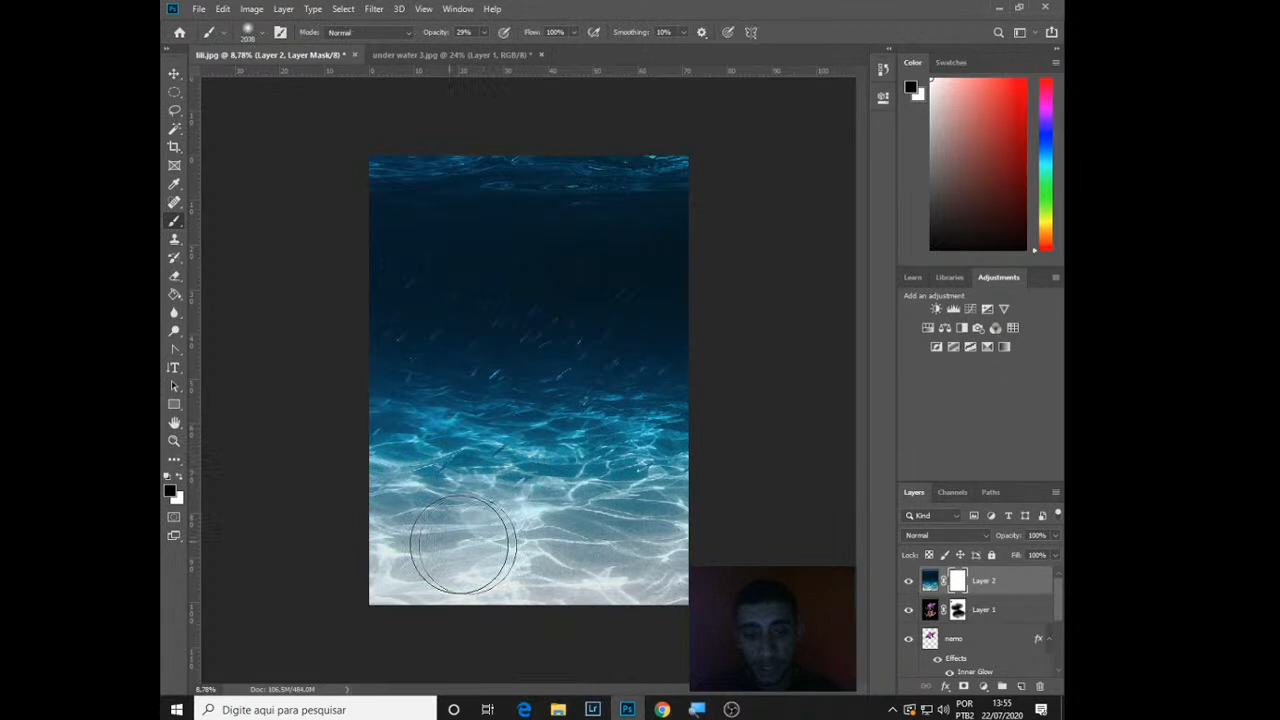 Ps File Edit Image Layer Type Select Filter 3D View Window Help
Mode: Normal Opacity: 29% Flow: 100% Smoothing: 10%
lili.jpg @ 8,78% (Layer 2, Layer Mask/8) * × under water 3.jpg @ 24% (Layer 1, RGB/8) * ×
Color Swatches
Learn Libraries Adjustments
Add an adjustment
Layers Channels Paths
Kind
Normal Opacity: 100%
Lock: Fill: 100%
Layer 2
Layer 1
nemo fx
Effects
Inner Glow
8,78% Doc: 106,5M/484,0M
Digite aqui para pesquisar
Lr Ps
POR
PTB2
13:55
22/07/2020